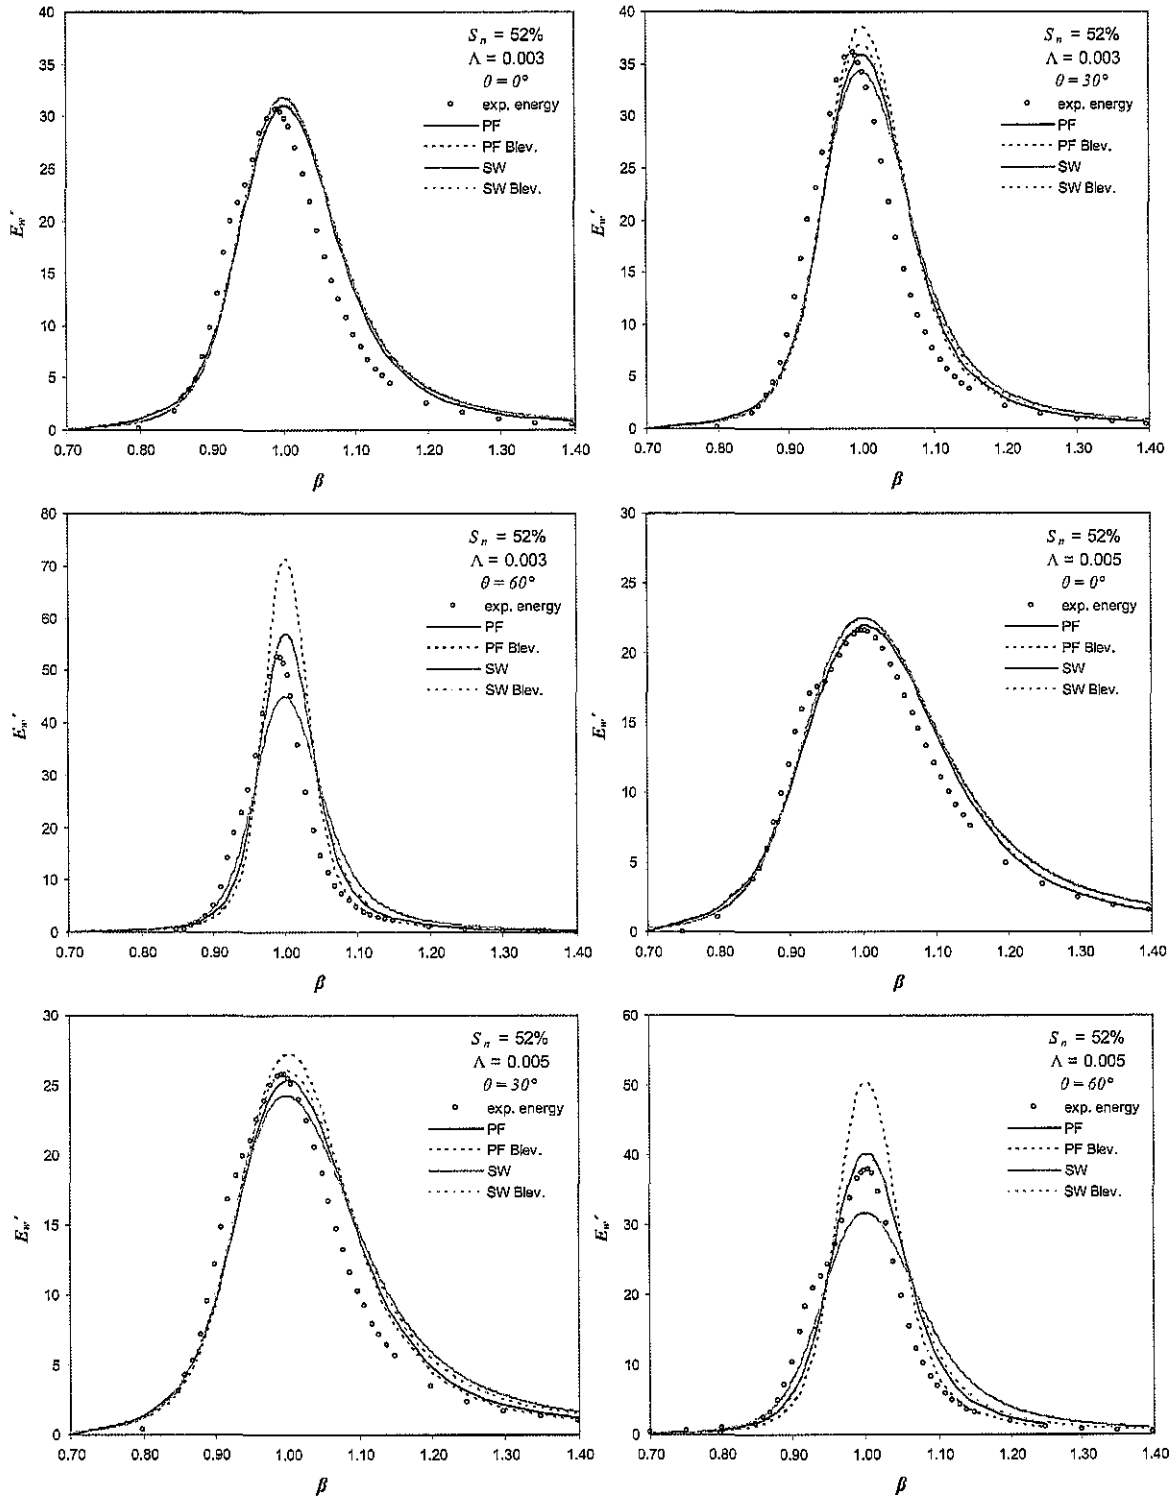 40
35
30
25
20
15
10
5
0
E_w′
S_n = 52%
Λ = 0.003
θ = 0°
exp. energy
PF
PF Blev.
SW
SW Blev.
0.70 0.80 0.90 1.00 1.10 1.20 1.30 1.40
β
40
35
30
25
20
15
10
5
0
E_w′
S_n = 52%
Λ = 0.003
θ = 30°
exp. energy
PF
PF Blev.
SW
SW Blev.
0.70 0.80 0.90 1.00 1.10 1.20 1.30 1.40
β
80
70
60
50
40
30
20
10
0
E_w′
S_n = 52%
Λ = 0.003
θ = 60°
exp. energy
PF
PF Blev.
SW
SW Blev.
0.70 0.80 0.90 1.00 1.10 1.20 1.30 1.40
β
30
25
20
15
10
5
0
E_w′
S_n = 52%
Λ = 0.005
θ = 0°
exp. energy
PF
PF Blev.
SW
SW Blev.
0.70 0.80 0.90 1.00 1.10 1.20 1.30 1.40
β
30
25
20
15
10
5
0
E_w′
S_n = 52%
Λ = 0.005
θ = 30°
exp. energy
PF
PF Blev.
SW
SW Blev.
0.70 0.80 0.90 1.00 1.10 1.20 1.30 1.40
β
60
50
40
30
20
10
0
E_w′
S_n = 52%
Λ = 0.005
θ = 60°
exp. energy
PF
PF Blev.
SW
SW Blev.
0.70 0.80 0.90 1.00 1.10 1.20 1.30 1.40
β